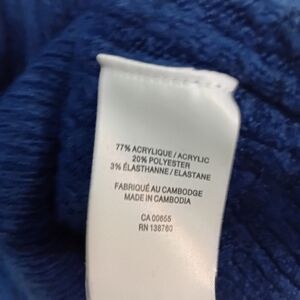 77% ACRYLIQUE / ACRYLIC
20% POLYESTER
3% ÉLASTHANNE / ELASTANE
FABRIQUÉ AU CAMBODGE
MADE IN CAMBODIA
CA 00655
RN 138760